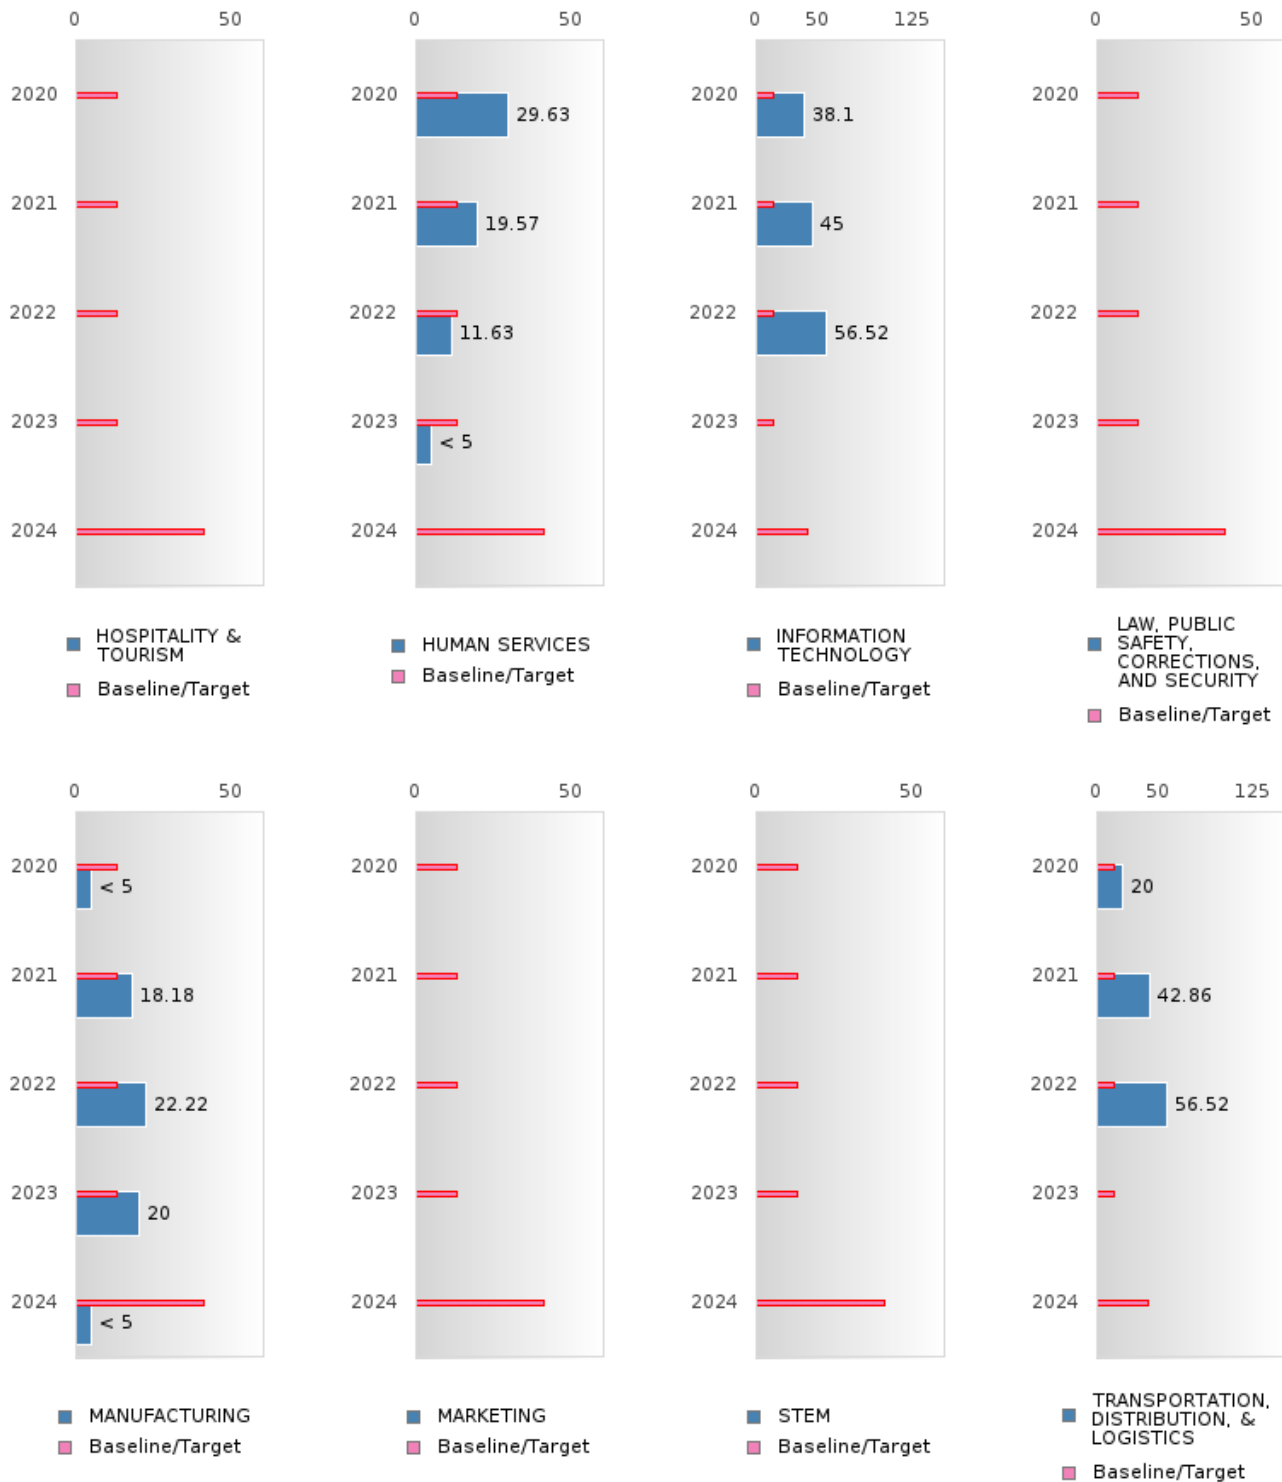 0 50
2020
2021
2022
2023
2024
HOSPITALITY &
TOURISM
Baseline/Target
0 50
2020
29.63
2021
19.57
2022
11.63
2023
< 5
2024
HUMAN SERVICES
Baseline/Target
0 50 125
2020
38.1
2021
45
2022
56.52
2023
2024
INFORMATION
TECHNOLOGY
Baseline/Target
0 50
2020
2021
2022
2023
2024
LAW, PUBLIC
SAFETY,
CORRECTIONS,
AND SECURITY
Baseline/Target
0 50
2020
< 5
2021
18.18
2022
22.22
2023
20
2024
< 5
MANUFACTURING
Baseline/Target
0 50
2020
2021
2022
2023
2024
MARKETING
Baseline/Target
0 50
2020
2021
2022
2023
2024
STEM
Baseline/Target
0 50 125
2020
20
2021
42.86
2022
56.52
2023
2024
TRANSPORTATION,
DISTRIBUTION, &
LOGISTICS
Baseline/Target